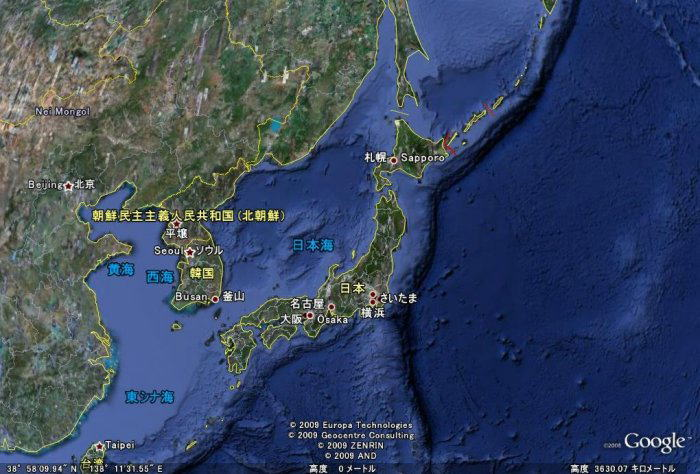 Nei Mongol
札幌 Sapporo
Beijing 北京
朝鮮民主主義人民共和国(北朝鮮)
平壌
日本海
Seoul ソウル
黄海
西海
韓国
日本
Busan 釜山
名古屋
さいたま
大阪 Osaka
横浜
東シナ海
© 2009 Europa Technologies
© 2009 Geocentre Consulting
© 2009 ZENRIN
© 2009 AND
©2008 Google
Taipei
台湾
38° 58'09.94" N 138° 11'31.55" E
高度 0 メートル
高度 3630.07 キロメートル